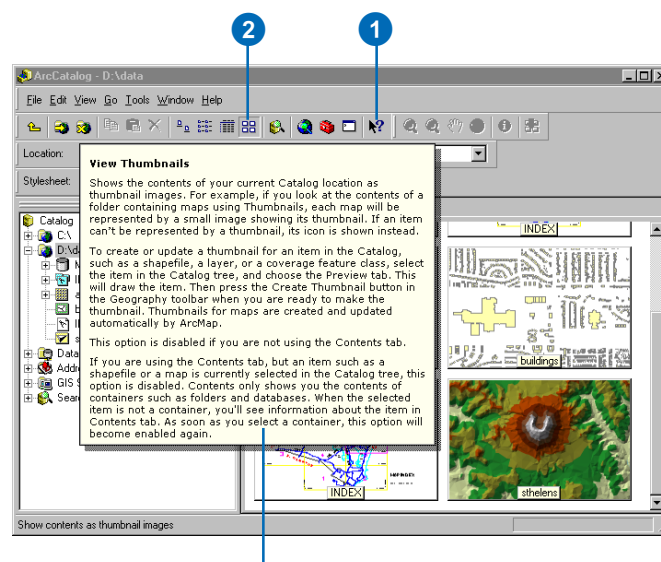 2
1
ArcCatalog - D:\data
File Edit View Go Tools Window Help
Location:
Stylesheet:
View Thumbnails
Shows the contents of your current Catalog location as
thumbnail images. For example, if you look at the contents of a
folder containing maps using Thumbnails, each map will be
represented by a small image showing its thumbnail. If an item
can't be represented by a thumbnail, its icon is shown instead.
To create or update a thumbnail for an item in the Catalog,
such as a shapefile, a layer, or a coverage feature class, select
the item in the Catalog tree, and choose the Preview tab. This
will draw the item. Then press the Create Thumbnail button in
the Geography toolbar when you are ready to make the
thumbnail. Thumbnails for maps are created and updated
automatically by ArcMap.
This option is disabled if you are not using the Contents tab.
If you are using the Contents tab, but an item such as a
shapefile or a map is currently selected in the Catalog tree, this
option is disabled. Contents only shows you the contents of
containers such as folders and databases. When the selected
item is not a container, you'll see information about the item in
Contents tab. As soon as you select a container, this option will
become enabled again.
Catalog
C:\
D:\d
Data
Addr
GIS S
Sear
INDEX
buildings
INDEX
sthelens
Show contents as thumbnail images